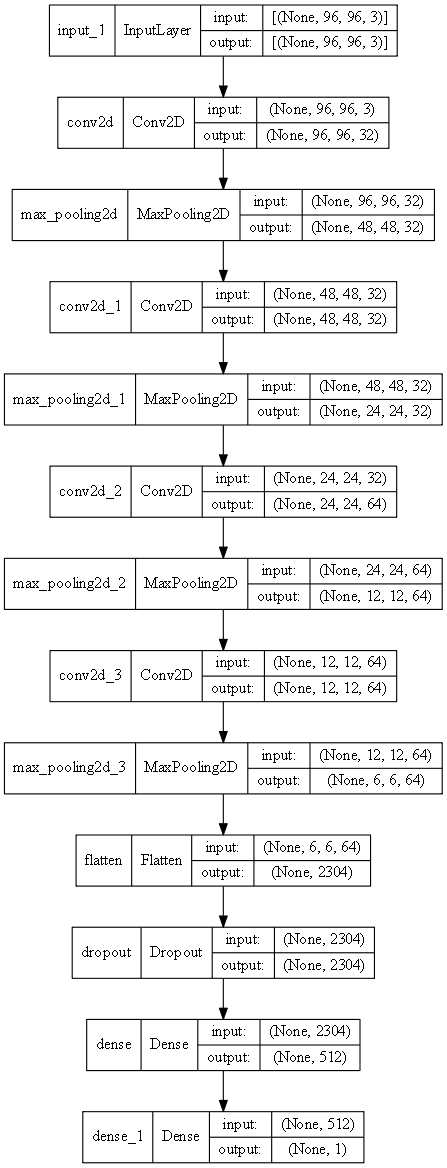 input_1 InputLayer input: [(None, 96, 96, 3)]
output: [(None, 96, 96, 3)]
conv2d Conv2D input: (None, 96, 96, 3)
output: (None, 96, 96, 32)
max_pooling2d MaxPooling2D input: (None, 96, 96, 32)
output: (None, 48, 48, 32)
conv2d_1 Conv2D input: (None, 48, 48, 32)
output: (None, 48, 48, 32)
max_pooling2d_1 MaxPooling2D input: (None, 48, 48, 32)
output: (None, 24, 24, 32)
conv2d_2 Conv2D input: (None, 24, 24, 32)
output: (None, 24, 24, 64)
max_pooling2d_2 MaxPooling2D input: (None, 24, 24, 64)
output: (None, 12, 12, 64)
conv2d_3 Conv2D input: (None, 12, 12, 64)
output: (None, 12, 12, 64)
max_pooling2d_3 MaxPooling2D input: (None, 12, 12, 64)
output: (None, 6, 6, 64)
flatten Flatten input: (None, 6, 6, 64)
output: (None, 2304)
dropout Dropout input: (None, 2304)
output: (None, 2304)
dense Dense input: (None, 2304)
output: (None, 512)
dense_1 Dense input: (None, 512)
output: (None, 1)